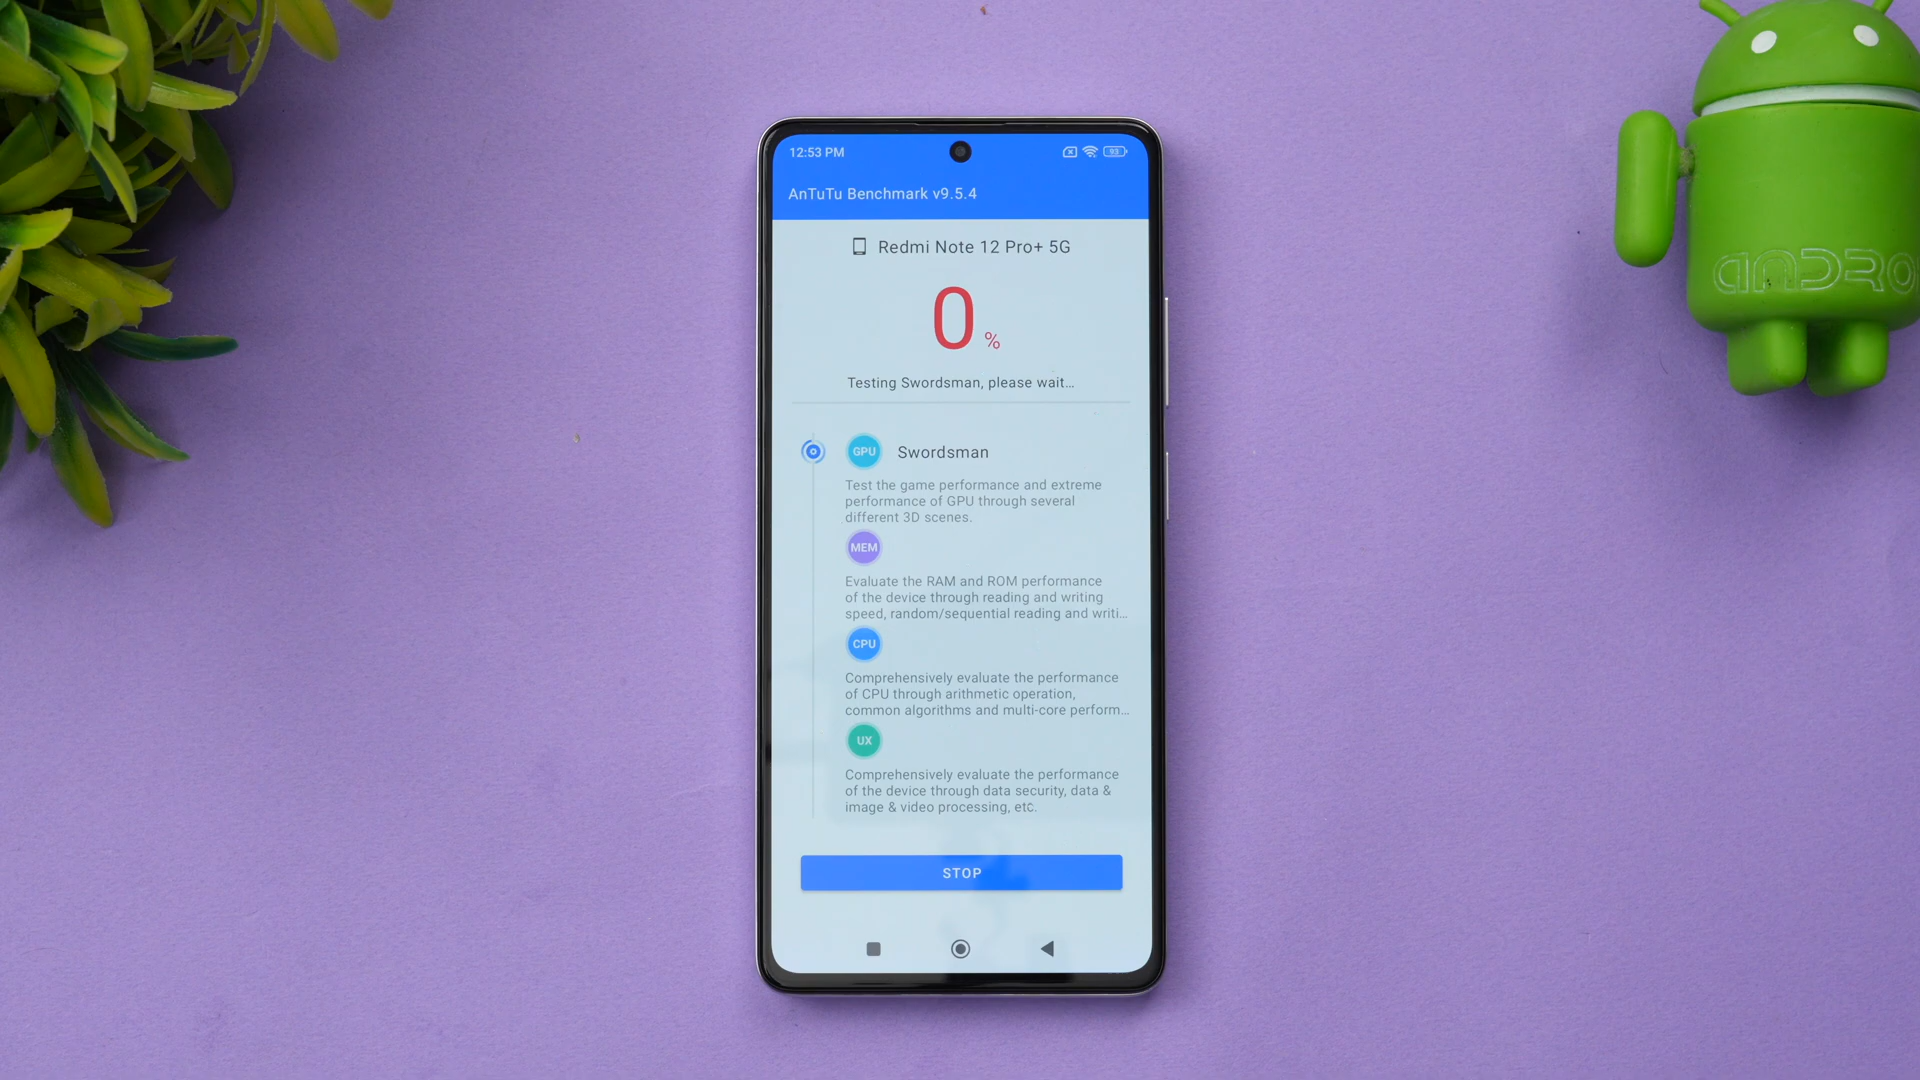 12:53 PM
93
AnTuTu Benchmark v9.5.4
Redmi Note 12 Pro+ 5G
0 %
Testing Swordsman, please wait...
GPU Swordsman
Test the game performance and extreme
performance of GPU through several
different 3D scenes.
MEM
Evaluate the RAM and ROM performance
of the device through reading and writing
speed, random/sequential reading and writi...
CPU
Comprehensively evaluate the performance
of CPU through arithmetic operation,
common algorithms and multi-core perform...
UX
Comprehensively evaluate the performance
of the device through data security, data &
image & video processing, etc.
STOP
ANDRO